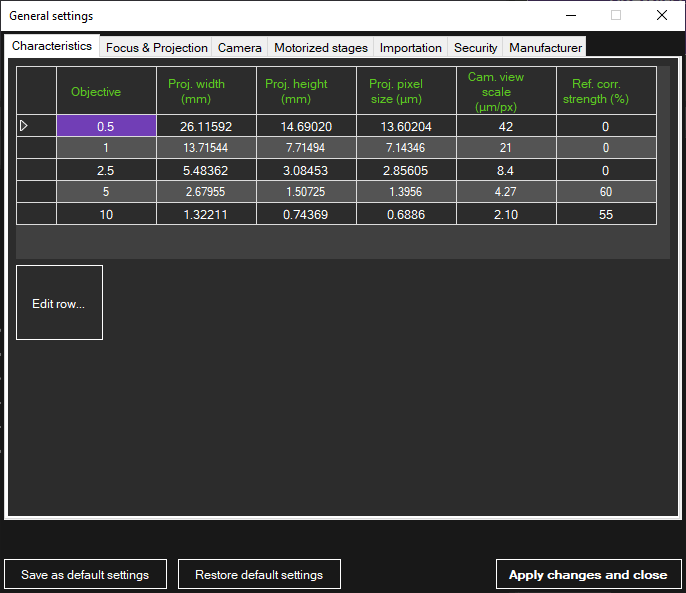 General settings
Characteristics Focus & Projection Camera Motorized stages Importation Security Manufacturer
Objective Proj. width (mm) Proj. height (mm) Proj. pixel size (µm) Cam. view scale (µm/px) Ref. corr. strength (%)
0.5 26.11592 14.69020 13.60204 42 0
1 13.71544 7.71494 7.14346 21 0
2.5 5.48362 3.08453 2.85605 8.4 0
5 2.67955 1.50725 1.3956 4.27 60
10 1.32211 0.74369 0.6886 2.10 55
Edit row...
Save as default settings Restore default settings Apply changes and close